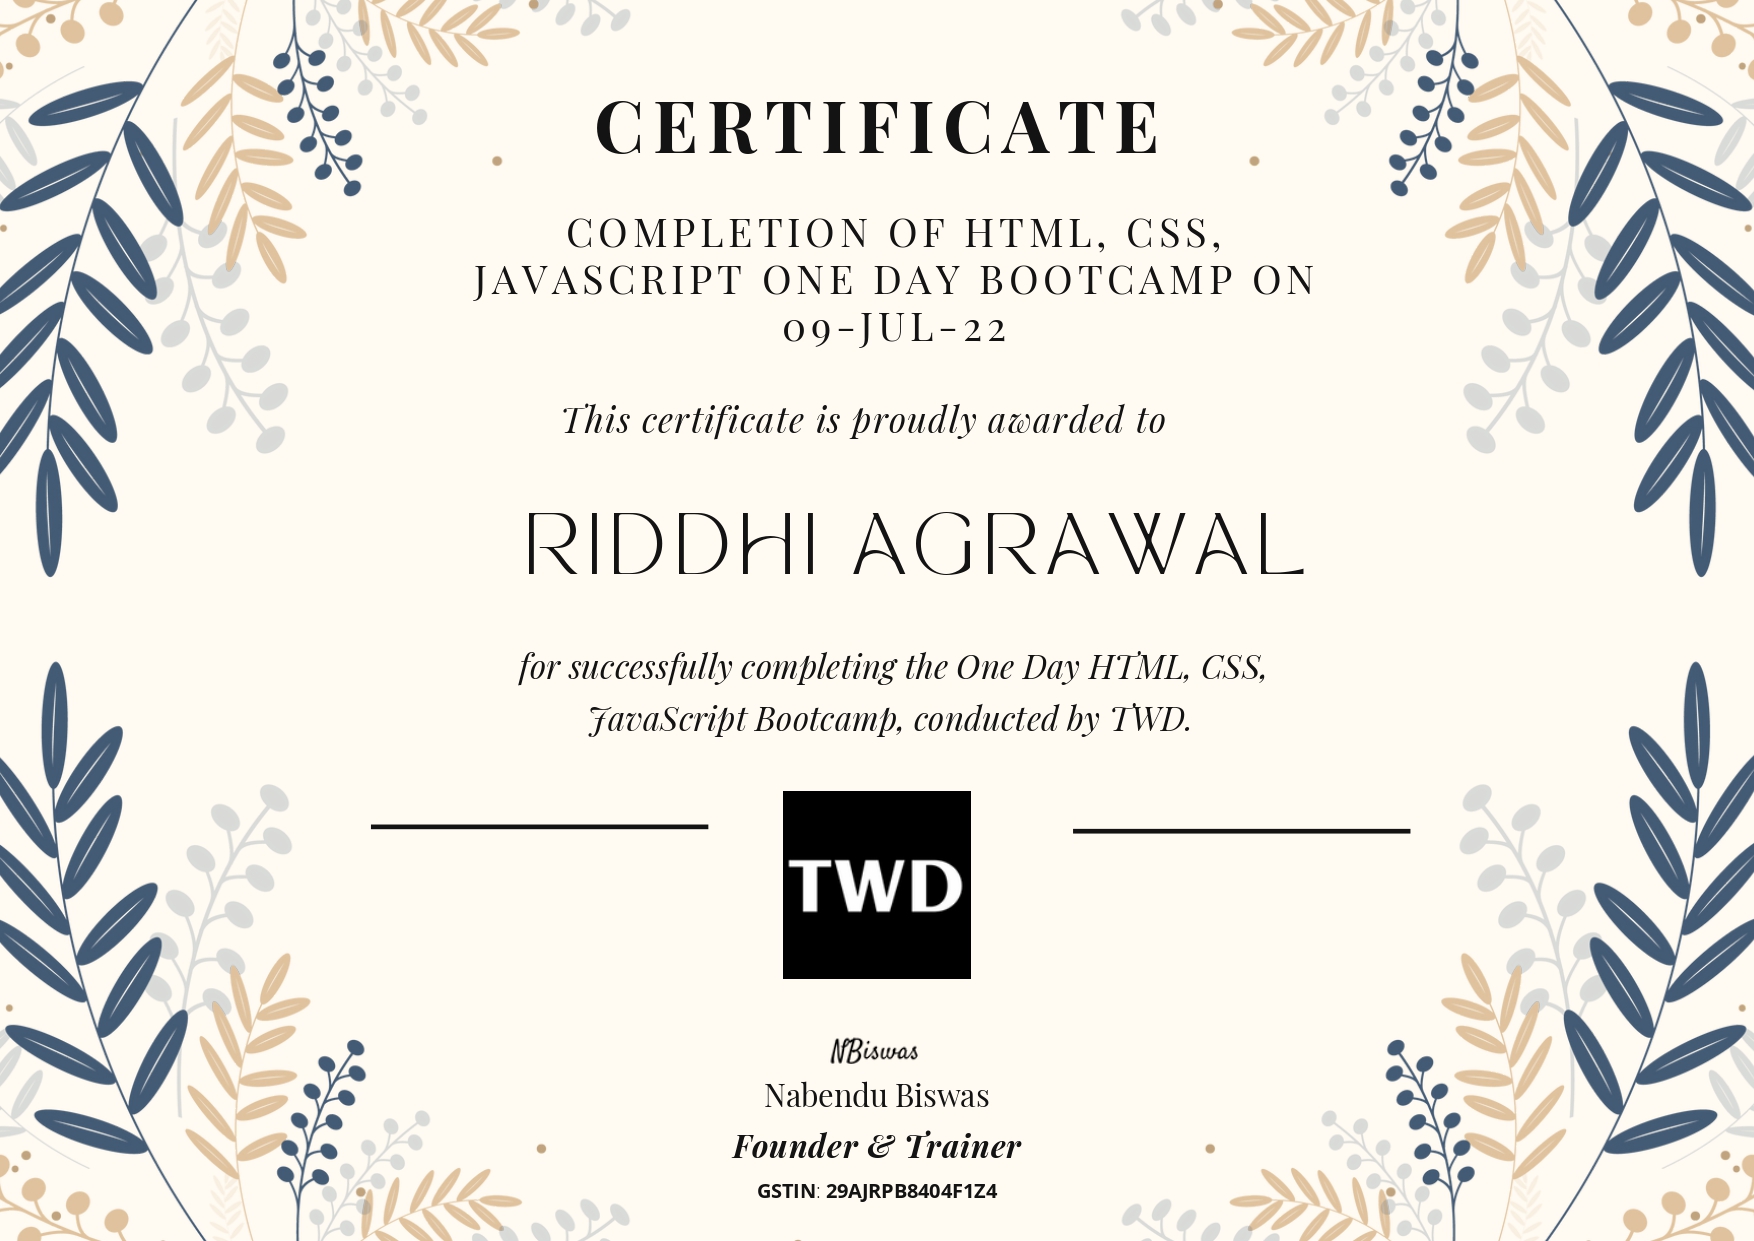 CERTIFICATE
COMPLETION OF HTML, CSS,
JAVASCRIPT ONE DAY BOOTCAMP ON
09-JUL-22
This certificate is proudly awarded to
RIDDHI AGRAWAL
for successfully completing the One Day HTML, CSS,
JavaScript Bootcamp, conducted by TWD.
TWD
NBiswas
Nabendu Biswas
Founder & Trainer
GSTIN: 29AJRPB8404F1Z4